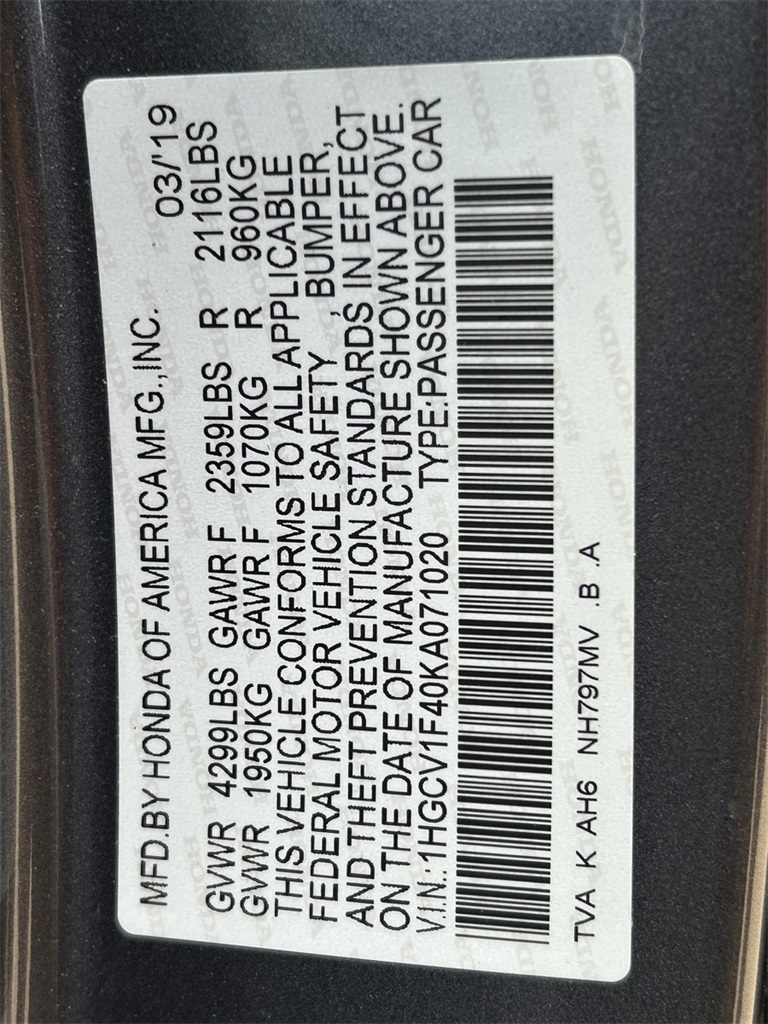 MFD.BY HONDA OF AMERICA MFG.,INC. 03/'19
GVWR 4299LBS GAWR F 2359LBS R 2116LBS
GVWR 1950KG GAWR F 1070KG R 960KG
THIS VEHICLE CONFORMS TO ALL APPLICABLE
FEDERAL MOTOR VEHICLE SAFETY , BUMPER,
AND THEFT PREVENTION STANDARDS IN EFFECT
ON THE DATE OF MANUFACTURE SHOWN ABOVE.
V.I.N.:1HGCV1F40KA071020 TYPE:PASSENGER CAR
TVA K AH6 NH797MV .B .A